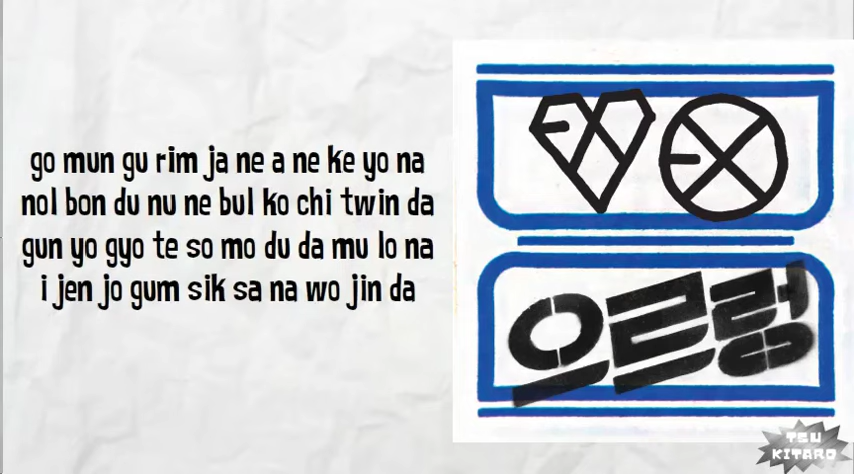 go mun gu rim ja ne a ne ke yo na
nol bon du nu ne bul ko chi twin da
gun yo gyo te so mo du da mu lo na
i jen jo gum sik sa na wo jin da
EXO
으르렁
TSU
KITARO